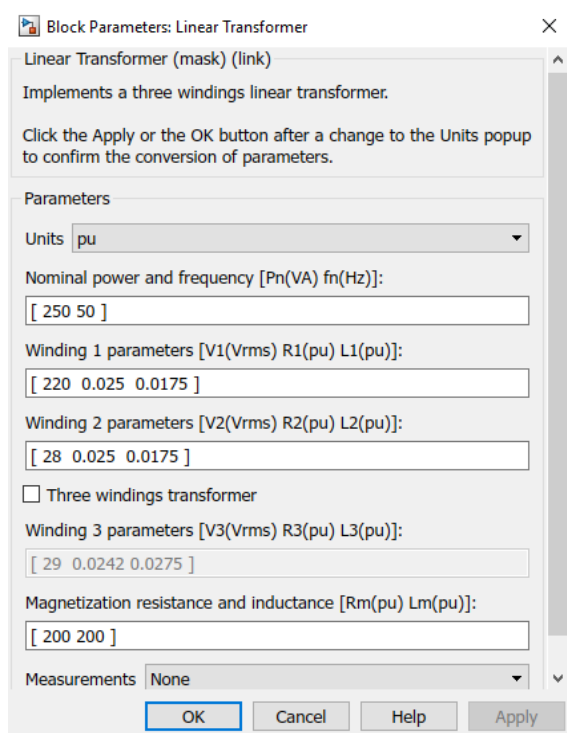 Block Parameters: Linear Transformer
Linear Transformer (mask) (link)
Implements a three windings linear transformer.
Click the Apply or the OK button after a change to the Units popup
to confirm the conversion of parameters.
Parameters
Units pu
Nominal power and frequency [Pn(VA) fn(Hz)]:
[ 250 50 ]
Winding 1 parameters [V1(Vrms) R1(pu) L1(pu)]:
[ 220 0.025 0.0175 ]
Winding 2 parameters [V2(Vrms) R2(pu) L2(pu)]:
[ 28 0.025 0.0175 ]
Three windings transformer
Winding 3 parameters [V3(Vrms) R3(pu) L3(pu)]:
[ 29 0.0242 0.0275 ]
Magnetization resistance and inductance [Rm(pu) Lm(pu)]:
[ 200 200 ]
Measurements None
OK Cancel Help Apply